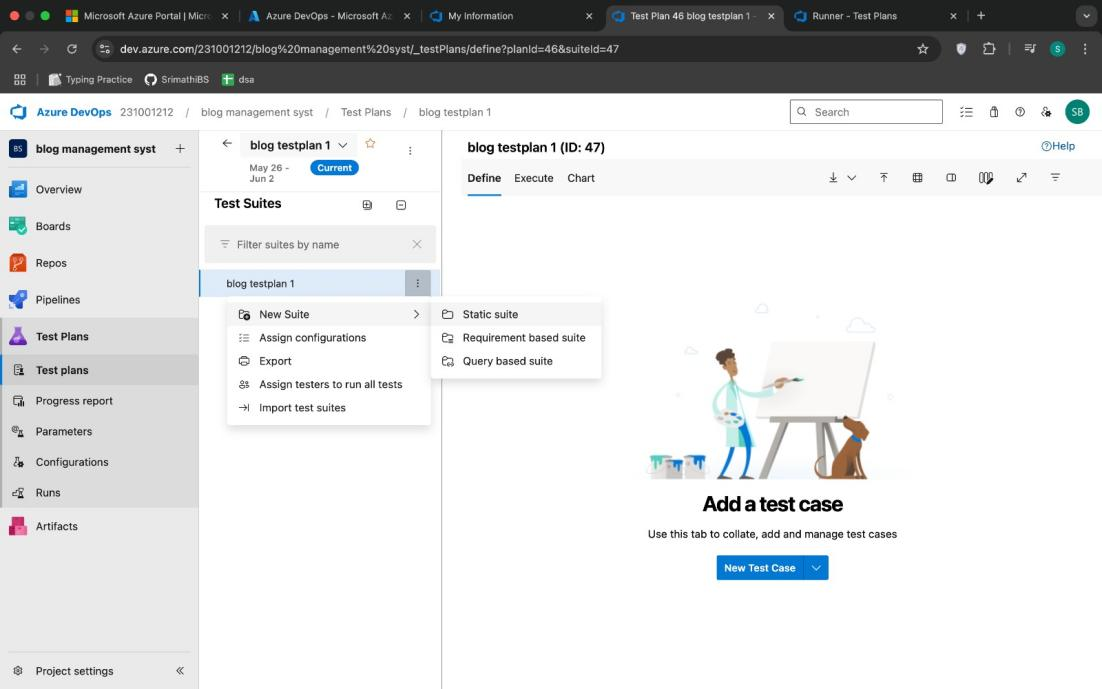 Microsoft Azure Portal | Micro
Azure DevOps - Microsoft Az
My Information
Test Plan 46 blog testplan 1 -
Runner - Test Plans
dev.azure.com/231001212/blog%20management%20syst/_testPlans/define?planId=46&suiteId=47
S
Typing Practice
SrimathiBS
dsa
Azure DevOps 231001212 / blog management syst / Test Plans / blog testplan 1
Search
SB
BS blog management syst
Overview
Boards
Repos
Pipelines
Test Plans
Test plans
Progress report
Parameters
Configurations
Runs
Artifacts
Project settings
blog testplan 1
May 26 -
Jun 2
Current
Test Suites
Filter suites by name
blog testplan 1
New Suite
Assign configurations
Export
Assign testers to run all tests
Import test suites
Static suite
Requirement based suite
Query based suite
blog testplan 1 (ID: 47)
Help
Define Execute Chart
Add a test case
Use this tab to collate, add and manage test cases
New Test Case